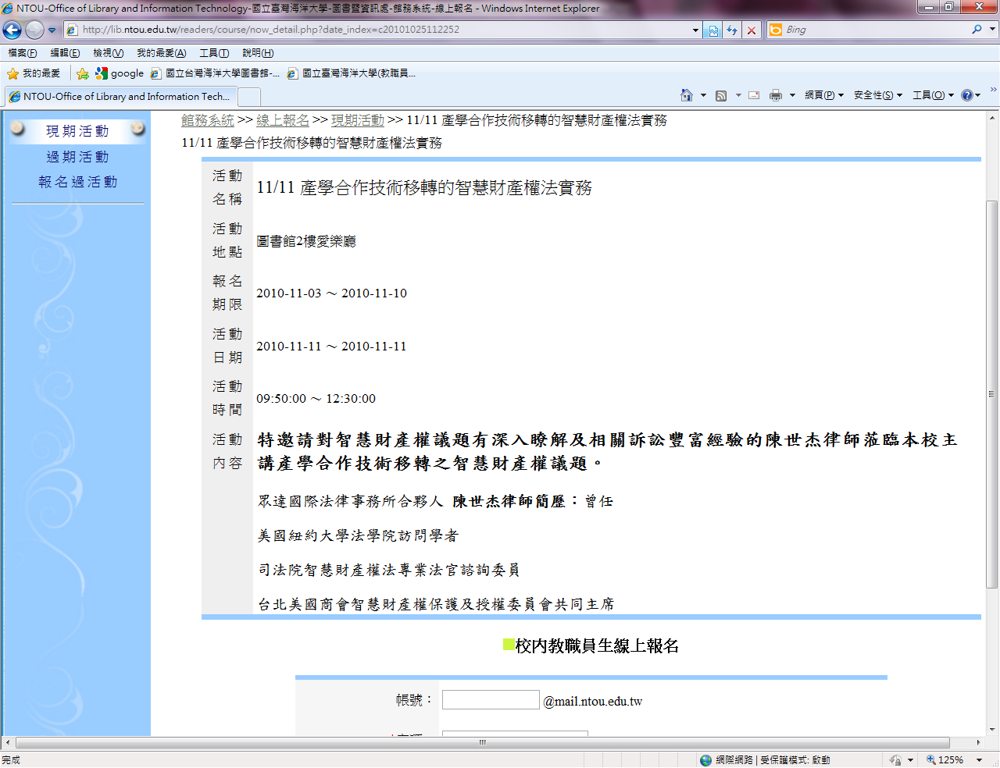 NTOU-Office of Library and Information Technology-國立臺灣海洋大學-圖書暨資訊處-館務系統-線上報名 - Windows Internet Explorer
http://lib.ntou.edu.tw/readers/course/now_detail.php?date_index=c20101025112252
Bing
檔案(F) 編輯(E) 檢視(V) 我的最愛(A) 工具(T) 說明(H)
我的最愛 google 國立台灣海洋大學圖書館-... 國立臺灣海洋大學(教職員...
NTOU-Office of Library and Information Tech...
網頁(P) 安全性(S) 工具(O)
現期活動
過期活動
報名過活動
館務系統 >> 線上報名 >> 現期活動 >> 11/11 產學合作技術移轉的智慧財產權法實務
11/11 產學合作技術移轉的智慧財產權法實務
活動名稱
11/11 產學合作技術移轉的智慧財產權法實務
活動地點
圖書館2樓愛樂廳
報名期限
2010-11-03 ～ 2010-11-10
活動日期
2010-11-11 ～ 2010-11-11
活動時間
09:50:00 ～ 12:30:00
活動內容
特邀請對智慧財產權議題有深入瞭解及相關訴訟豐富經驗的陳世杰律師蒞臨本校主
講產學合作技術移轉之智慧財產權議題。
眾達國際法律事務所合夥人 陳世杰律師簡歷：曾任
美國紐約大學法學院訪問學者
司法院智慧財產權法專業法官諮詢委員
台北美國商會智慧財產權保護及授權委員會共同主席
校內教職員生線上報名
帳號： @mail.ntou.edu.tw
完成
網際網路 | 受保護模式: 啟動
125%